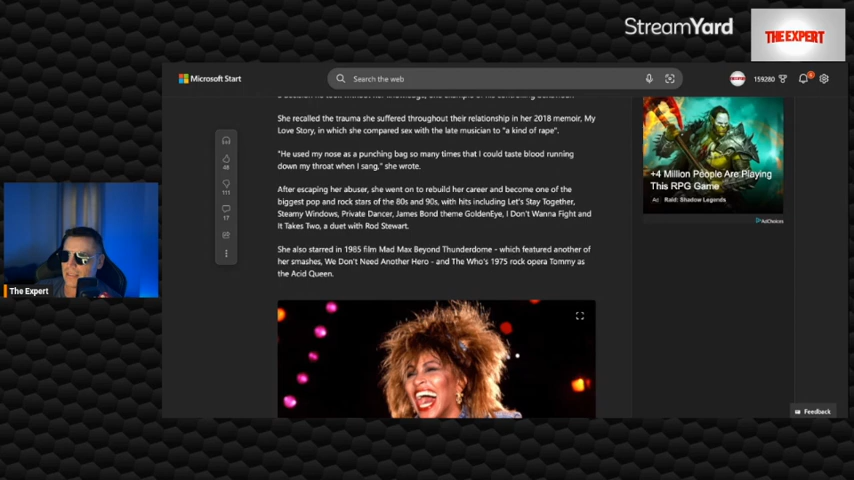 StreamYard
THE EXPERT
Microsoft Start
Search the web
159280
She recalled the trauma she suffered throughout their relationship in her 2018 memoir, My
Love Story, in which she compared sex with the late musician to "a kind of rape".
"He used my nose as a punching bag so many times that I could taste blood running
down my throat when I sang," she wrote.
After escaping her abuser, she went on to rebuild her career and become one of the
biggest pop and rock stars of the 80s and 90s, with hits including Let's Stay Together,
Steamy Windows, Private Dancer, James Bond theme GoldenEye, I Don't Wanna Fight and
It Takes Two, a duet with Rod Stewart.
She also starred in 1985 film Mad Max Beyond Thunderdome - which featured another of
her smashes, We Don't Need Another Hero - and The Who's 1975 rock opera Tommy as
the Acid Queen.
48
111
17
+4 Million People Are Playing
This RPG Game
Ad Raid: Shadow Legends
AdChoices
The Expert
Feedback